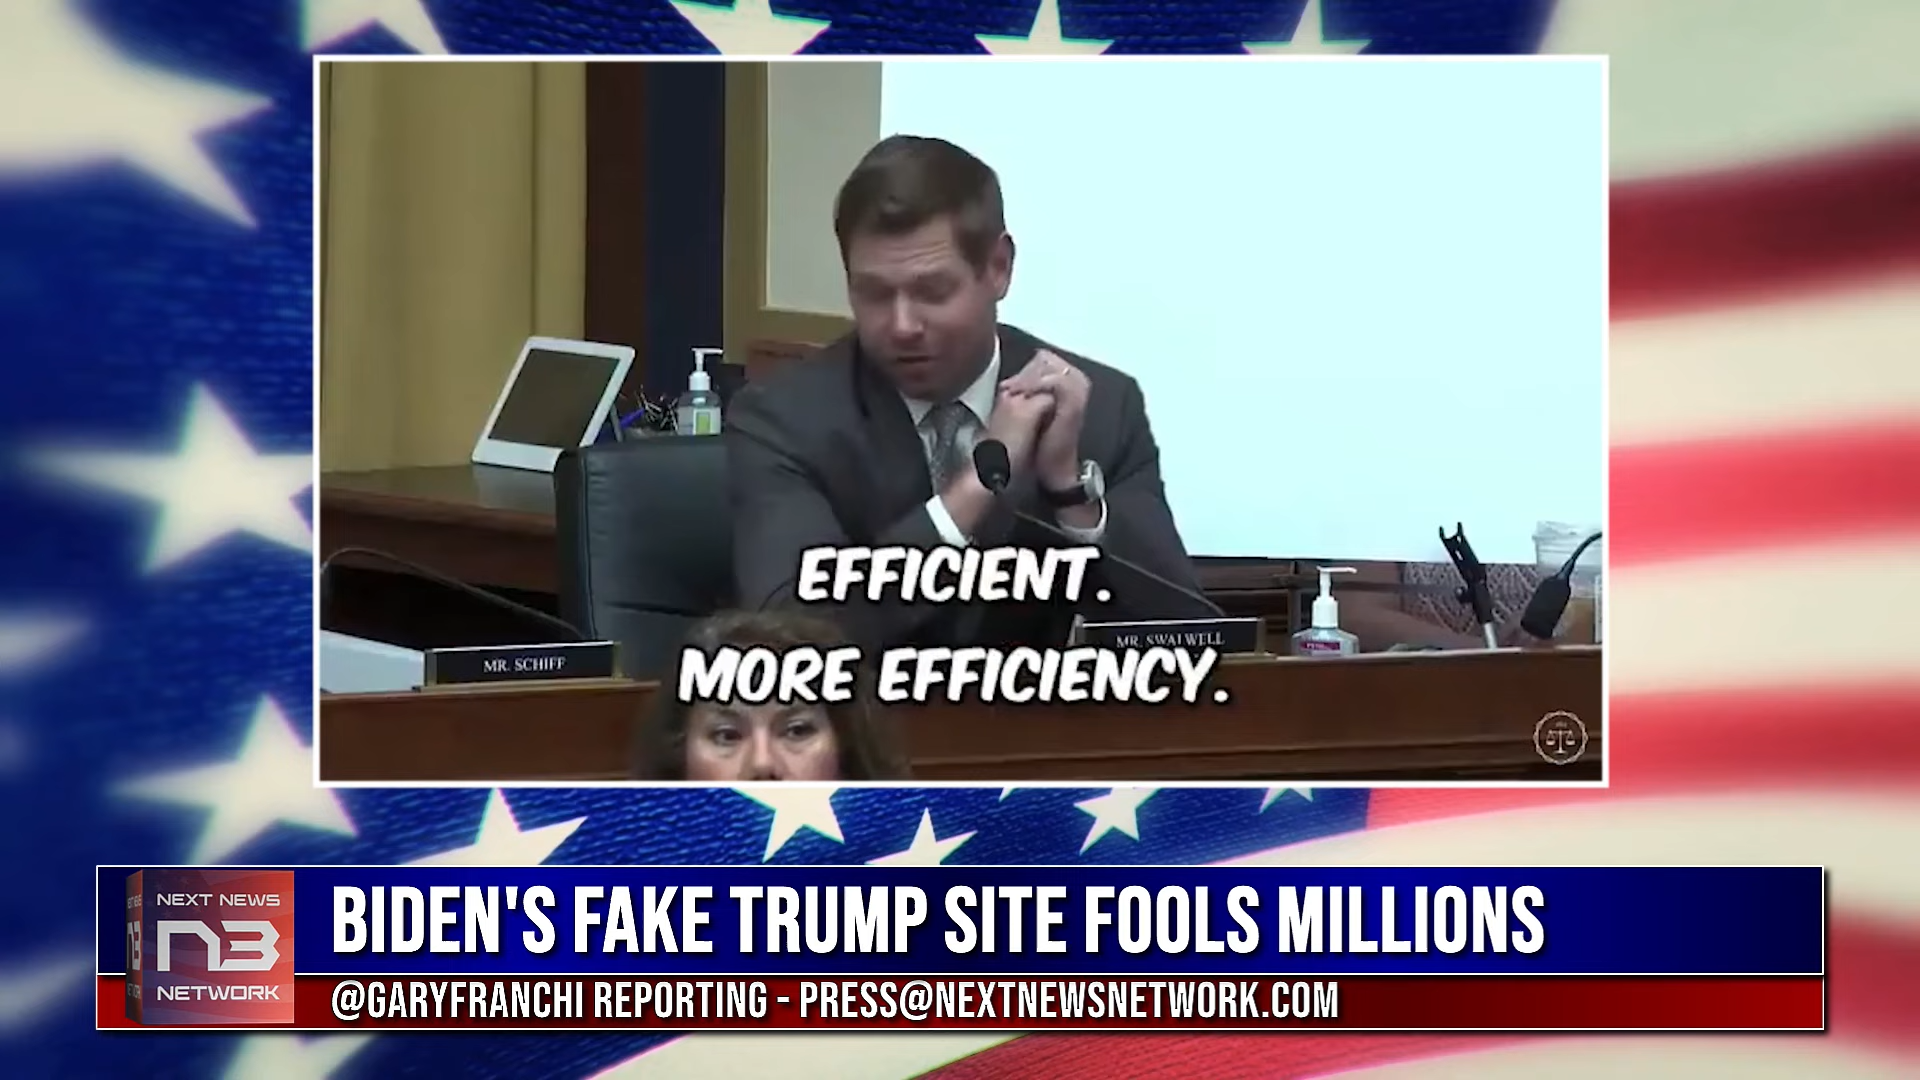 EFFICIENT.
MR. SWALWELL
MR. SCHIFF
MORE EFFICIENCY.
NEXT NEWS
N3
NETWORK
BIDEN'S FAKE TRUMP SITE FOOLS MILLIONS
@GARYFRANCHI REPORTING - PRESS@NEXTNEWSNETWORK.COM